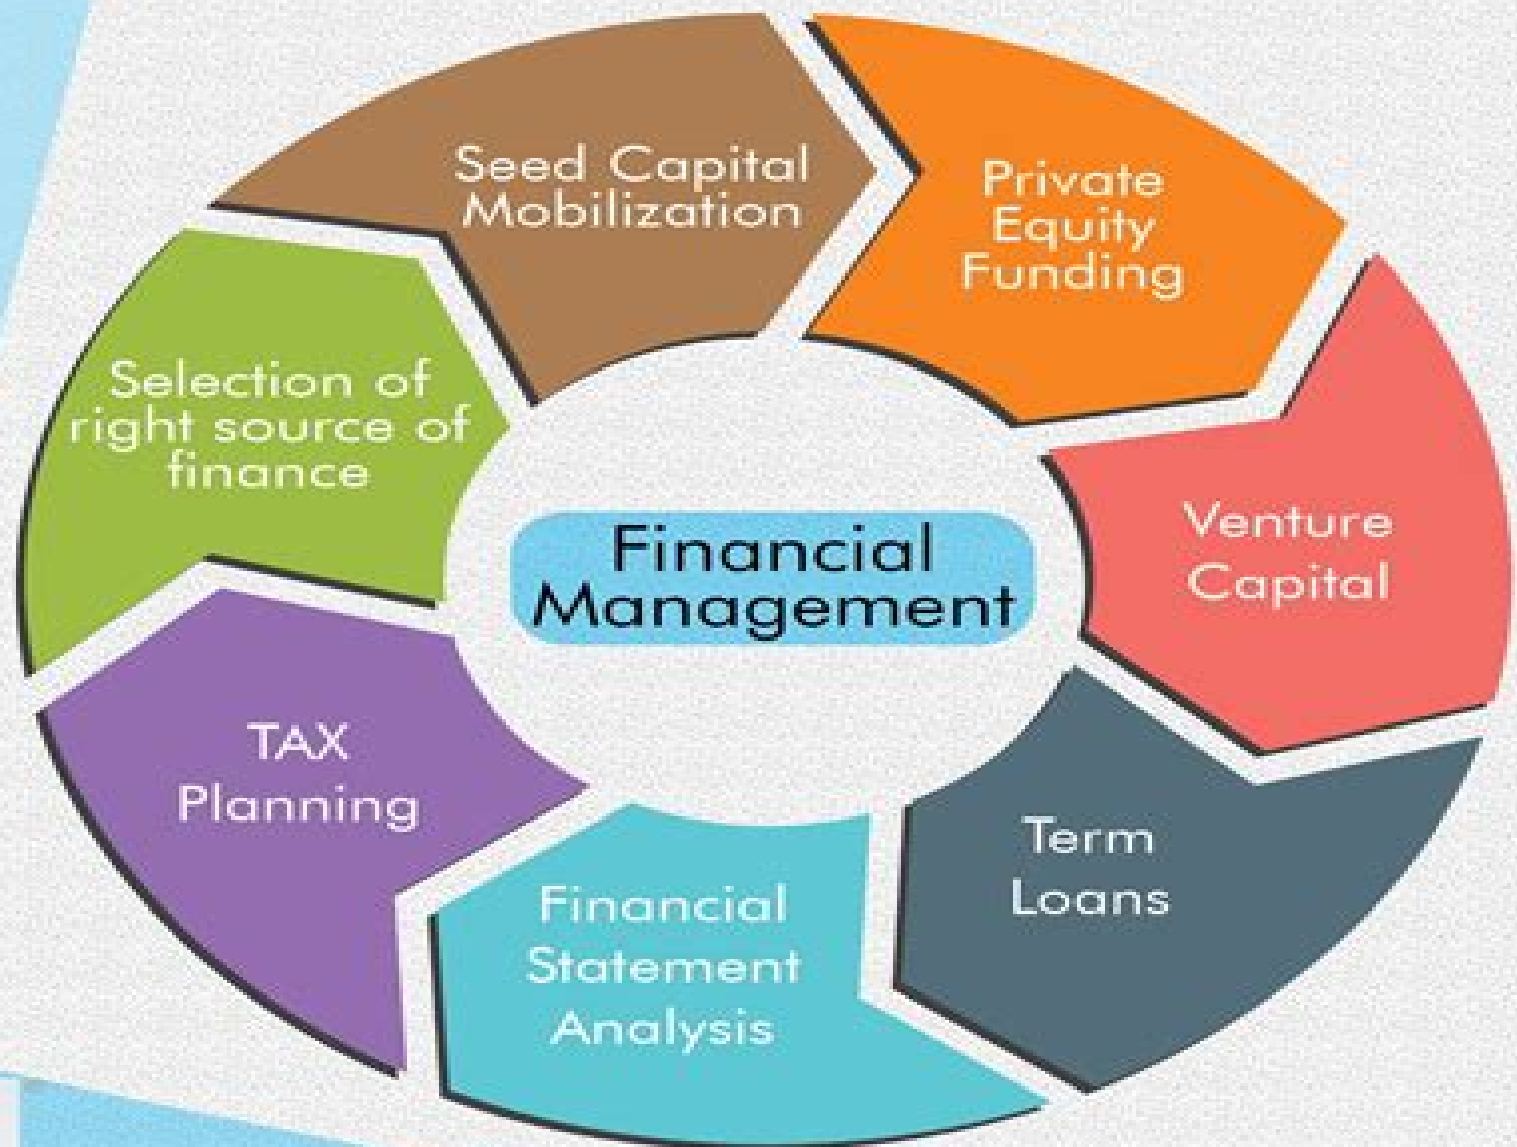 Seed Capital
Mobilization
Private
Equity
Funding
Venture
Capital
Term
Loans
Financial
Statement
Analysis
TAX
Planning
Selection of
right source of
finance
Financial
Management